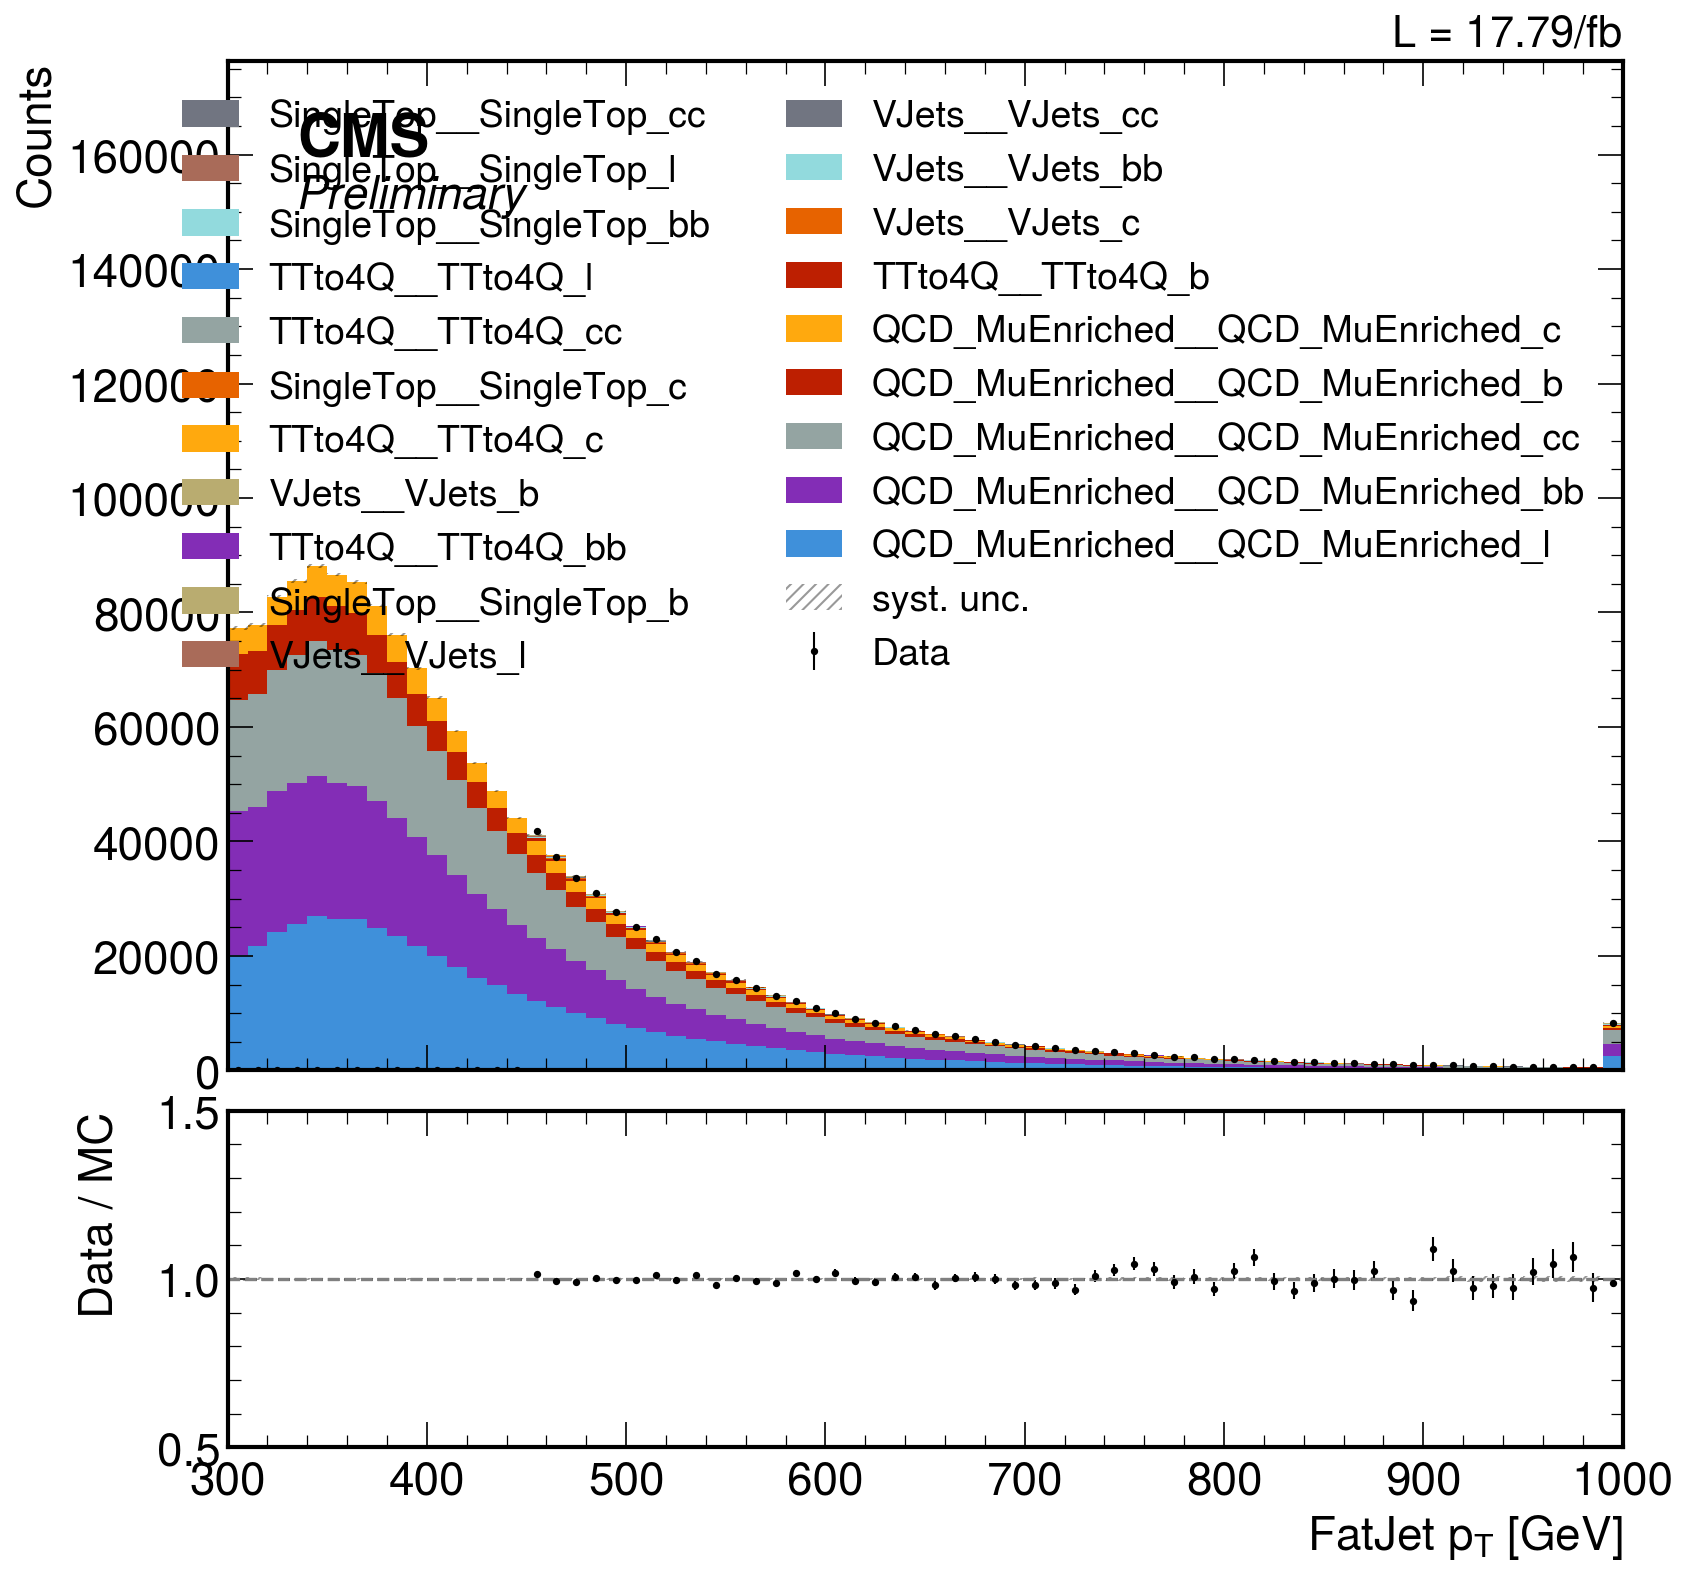 L = 17.79/fb
Counts
CMS
Preliminary
SingleTop__SingleTop_cc
SingleTop__SingleTop_l
SingleTop__SingleTop_bb
TTto4Q__TTto4Q_l
TTto4Q__TTto4Q_cc
SingleTop__SingleTop_c
TTto4Q__TTto4Q_c
VJets__VJets_b
TTto4Q__TTto4Q_bb
SingleTop__SingleTop_b
VJets__VJets_l
VJets__VJets_cc
VJets__VJets_bb
VJets__VJets_c
TTto4Q__TTto4Q_b
QCD_MuEnriched__QCD_MuEnriched_c
QCD_MuEnriched__QCD_MuEnriched_b
QCD_MuEnriched__QCD_MuEnriched_cc
QCD_MuEnriched__QCD_MuEnriched_bb
QCD_MuEnriched__QCD_MuEnriched_l
syst. unc.
Data
160000
140000
120000
100000
80000
60000
40000
20000
0
Data / MC
1.5
1.0
0.5
300 400 500 600 700 800 900 1000
FatJet pT [GeV]